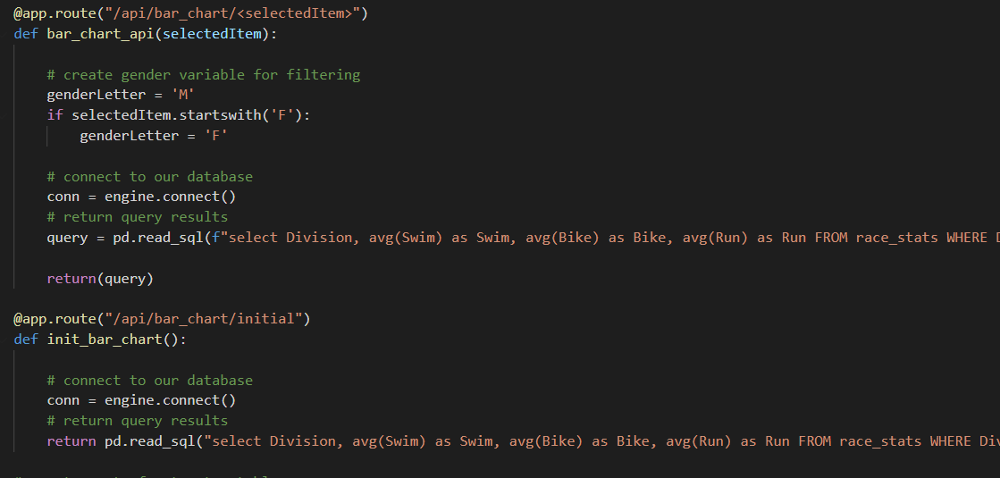 @app.route("/api/bar_chart/<selectedItem>")
def bar_chart_api(selectedItem):
# create gender variable for filtering
genderLetter = 'M'
if selectedItem.startswith('F'):
genderLetter = 'F'
# connect to our database
conn = engine.connect()
# return query results
query = pd.read_sql(f"select Division, avg(Swim) as Swim, avg(Bike) as Bike, avg(Run) as Run FROM race_stats WHERE
return(query)
@app.route("/api/bar_chart/initial")
def init_bar_chart():
# connect to our database
conn = engine.connect()
# return query results
return pd.read_sql("select Division, avg(Swim) as Swim, avg(Bike) as Bike, avg(Run) as Run FROM race_stats WHERE Div